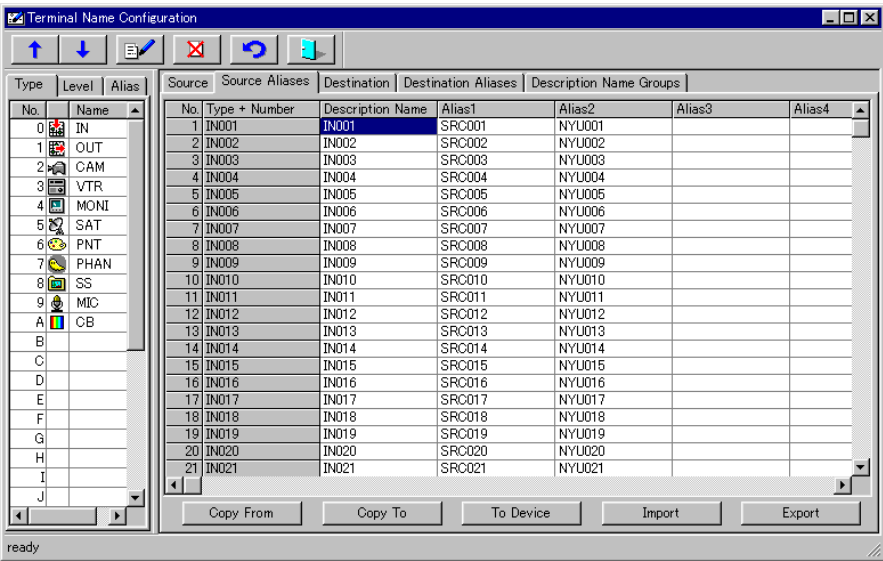 Terminal Name Configuration
Type Level Alias
No. Name
0 IN
1 OUT
2 CAM
3 VTR
4 MONI
5 SAT
6 PNT
7 PHAN
8 SS
9 MIC
A CB
B
C
D
E
F
G
H
I
J
Source Source Aliases Destination Destination Aliases Description Name Groups
No. Type + Number Description Name Alias1 Alias2 Alias3 Alias4
1 IN001 IN001 SRC001 NYU001
2 IN002 IN002 SRC002 NYU002
3 IN003 IN003 SRC003 NYU003
4 IN004 IN004 SRC004 NYU004
5 IN005 IN005 SRC005 NYU005
6 IN006 IN006 SRC006 NYU006
7 IN007 IN007 SRC007 NYU007
8 IN008 IN008 SRC008 NYU008
9 IN009 IN009 SRC009 NYU009
10 IN010 IN010 SRC010 NYU010
11 IN011 IN011 SRC011 NYU011
12 IN012 IN012 SRC012 NYU012
13 IN013 IN013 SRC013 NYU013
14 IN014 IN014 SRC014 NYU014
15 IN015 IN015 SRC015 NYU015
16 IN016 IN016 SRC016 NYU016
17 IN017 IN017 SRC017 NYU017
18 IN018 IN018 SRC018 NYU018
19 IN019 IN019 SRC019 NYU019
20 IN020 IN020 SRC020 NYU020
21 IN021 IN021 SRC021 NYU021
Copy From Copy To To Device Import Export
ready